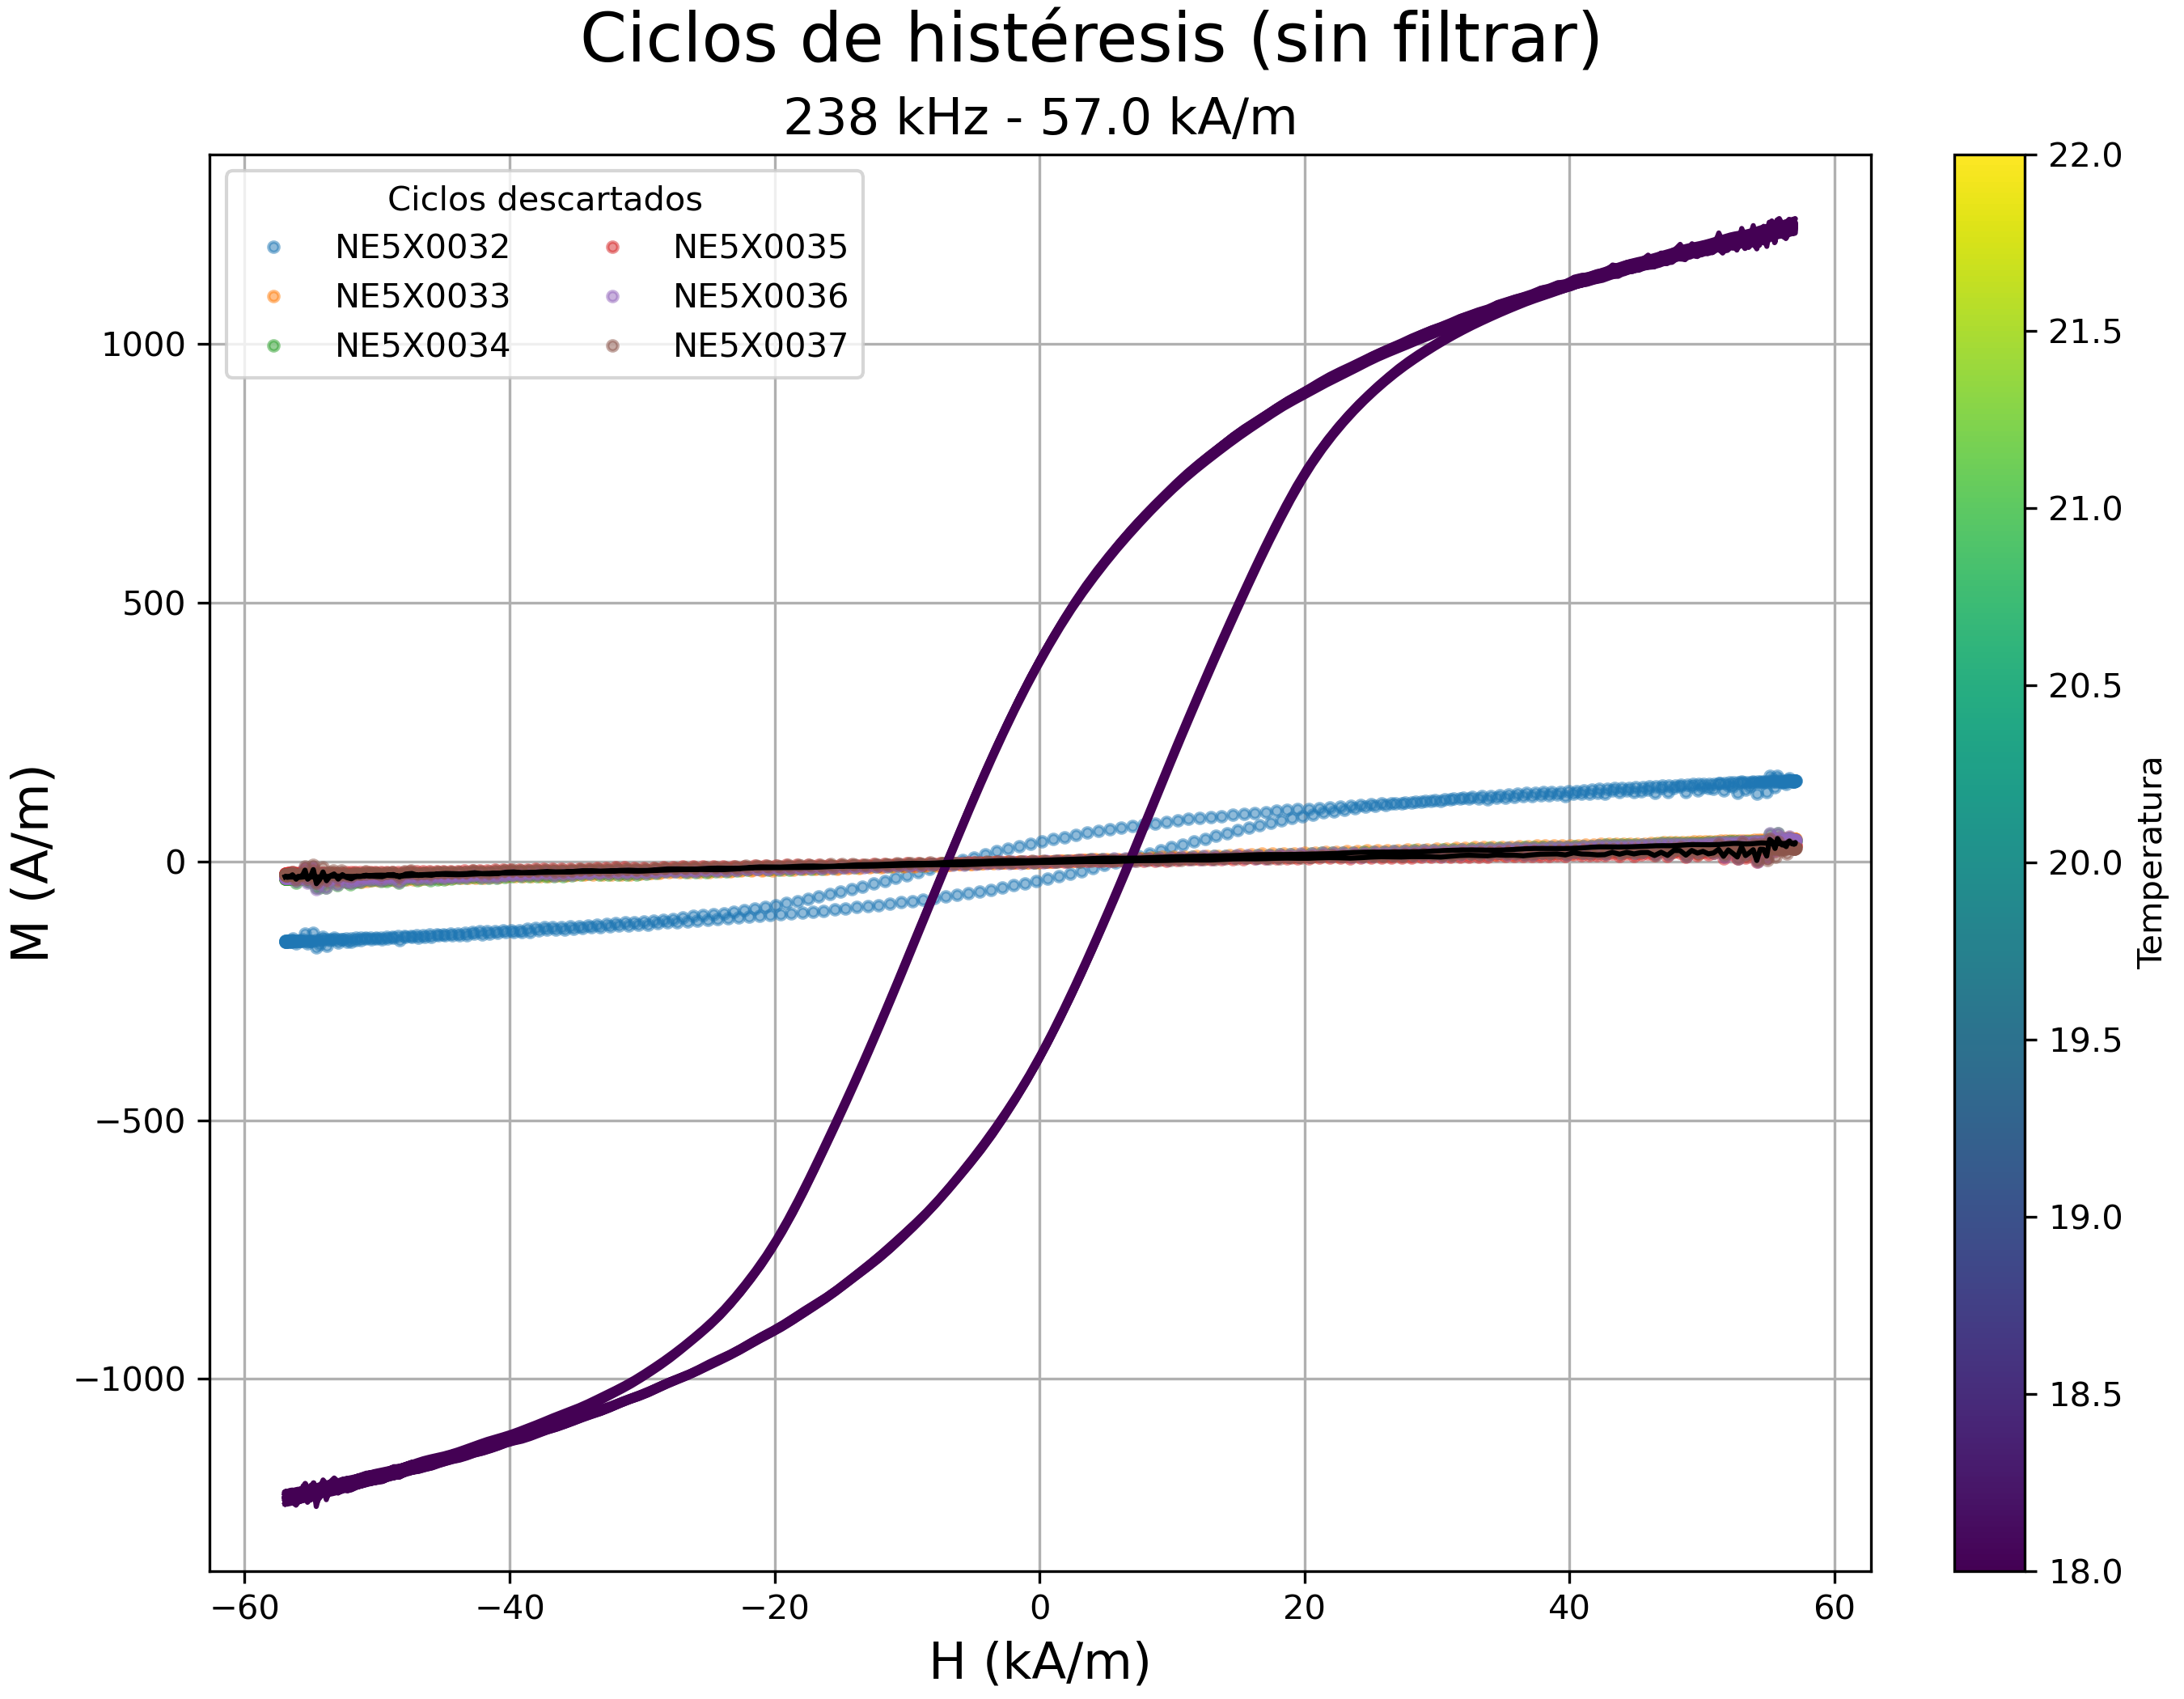 Ciclos de histéresis (sin filtrar)
238 kHz - 57.0 kA/m
Ciclos descartados
NE5X0032 NE5X0035
NE5X0033 NE5X0036
NE5X0034 NE5X0037
1000
500
0
−500
−1000
M (A/m)
−60 −40 −20 0 20 40 60
H (kA/m)
22.0
21.5
21.0
20.5
20.0
19.5
19.0
18.5
18.0
Temperatura